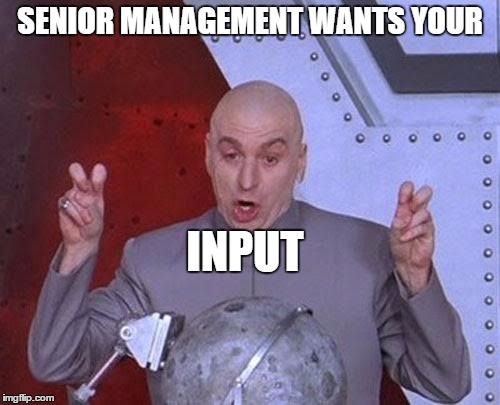 SENIOR MANAGEMENT WANTS YOUR
INPUT
imgflip.com